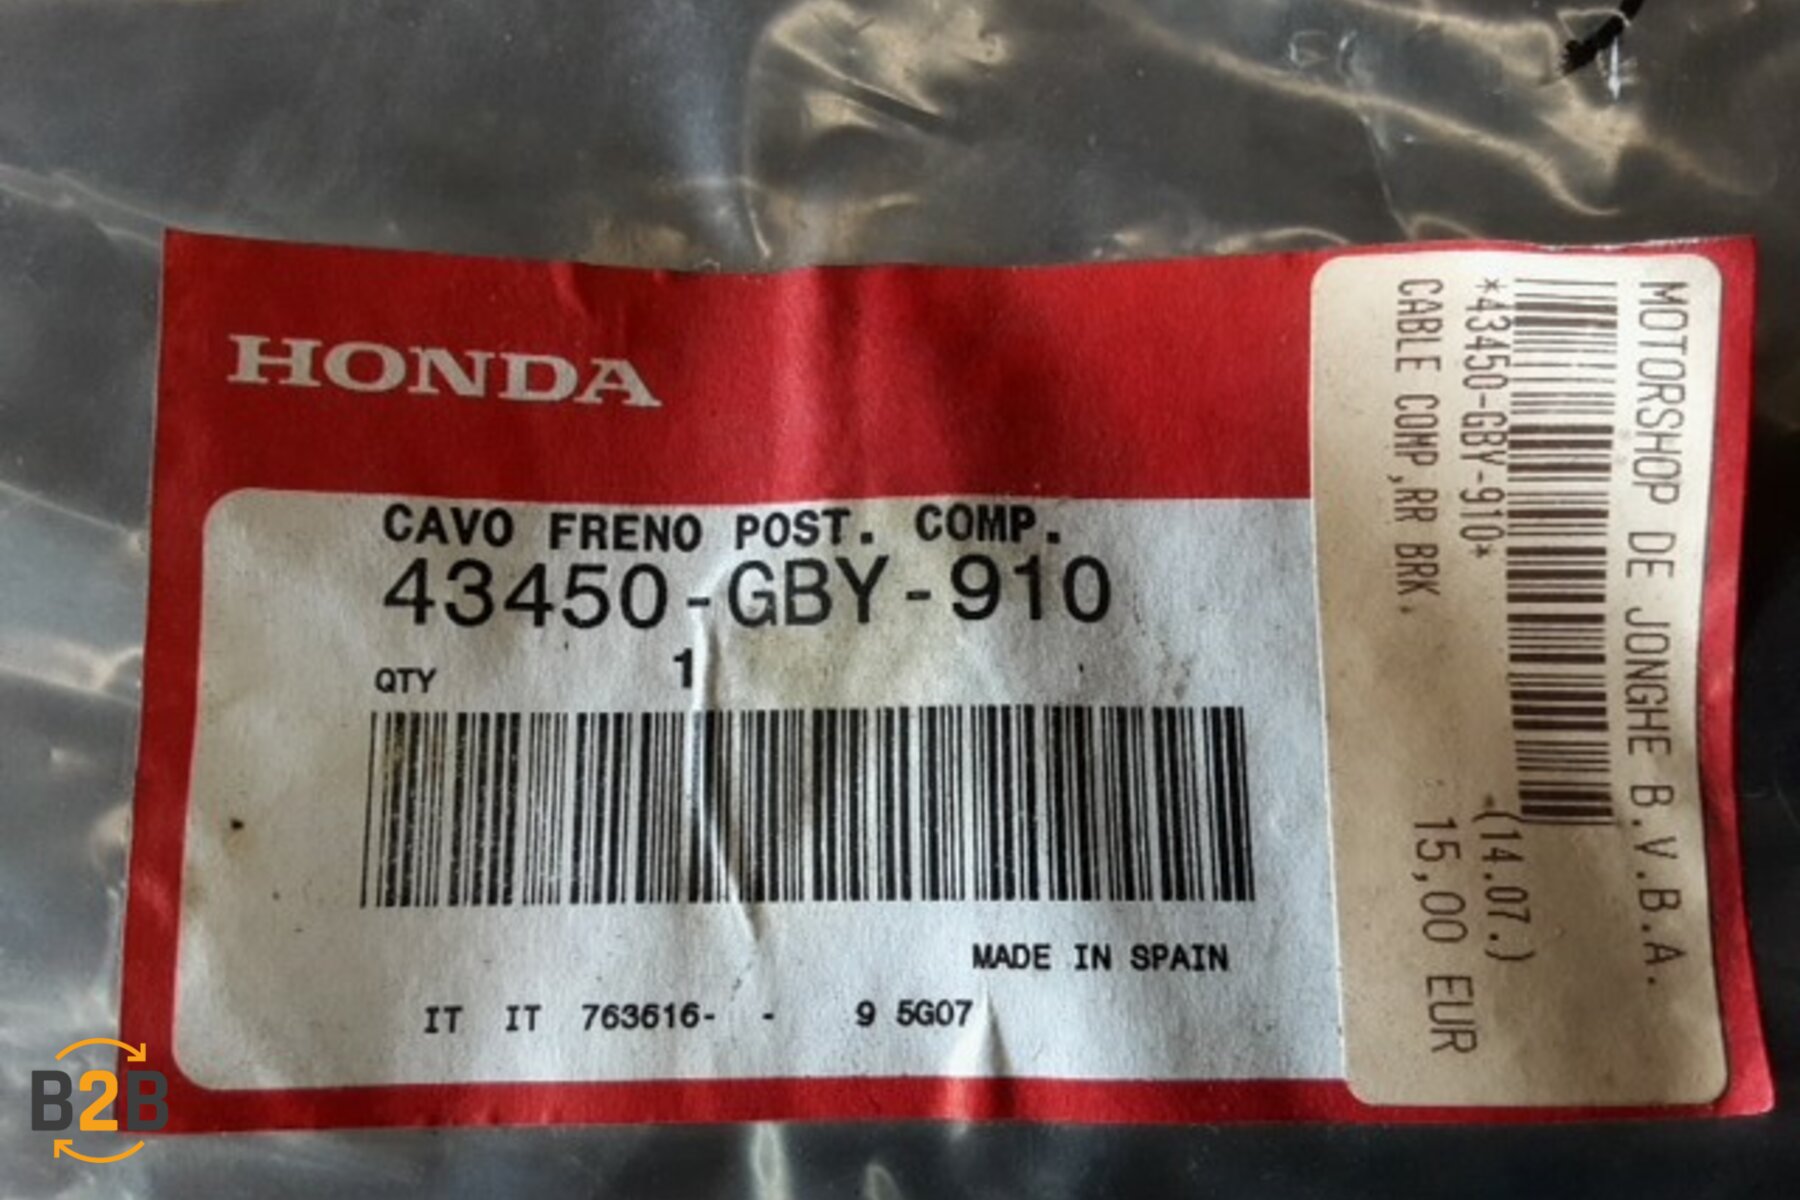 HONDA
CAVO FRENO POST. COMP.
43450-GBY-910
QTY 1
MADE IN SPAIN
IT IT 763616- - 9 5G07
MOTORSHOP DE JONGHE B.V.B.A.
*43450-GBY-910* (14.07.)
CABLE COMP,RR BRK. 15,00 EUR
B2B